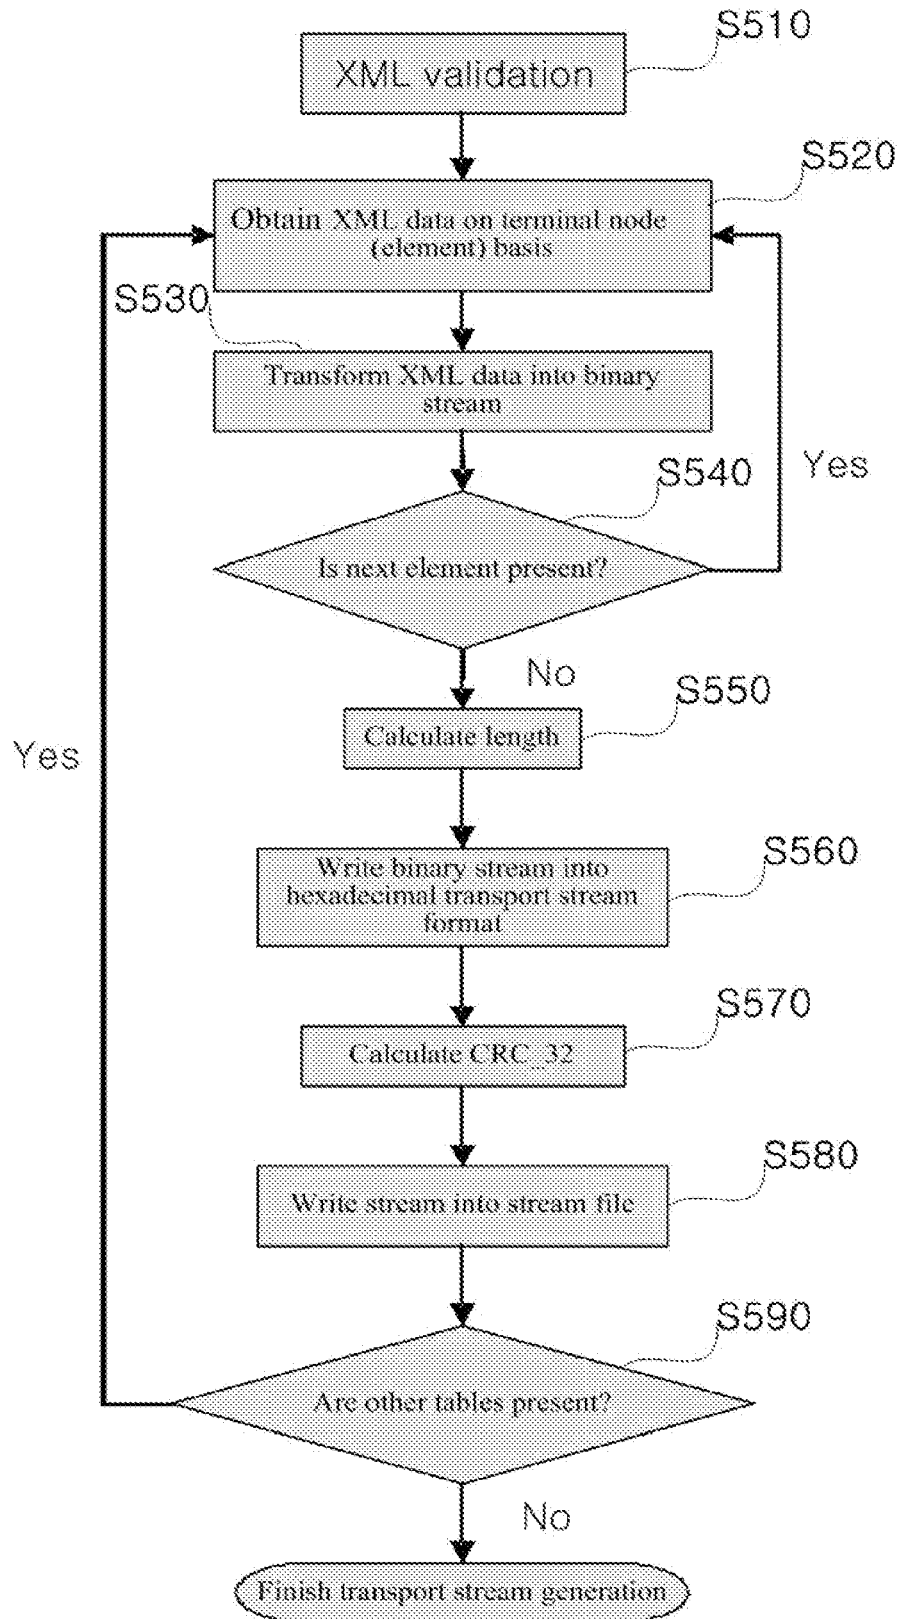 S510
XML validation
S520
Obtain XML data on terminal node
(element) basis
S530
Transform XML data into binary
stream
S540
Yes
Is next element present?
No
S550
Calculate length
Yes
S560
Write binary stream into
hexadecimal transport stream
format
S570
Calculate CRC_32
S580
Write stream into stream file
S590
Are other tables present?
No
Finish transport stream generation